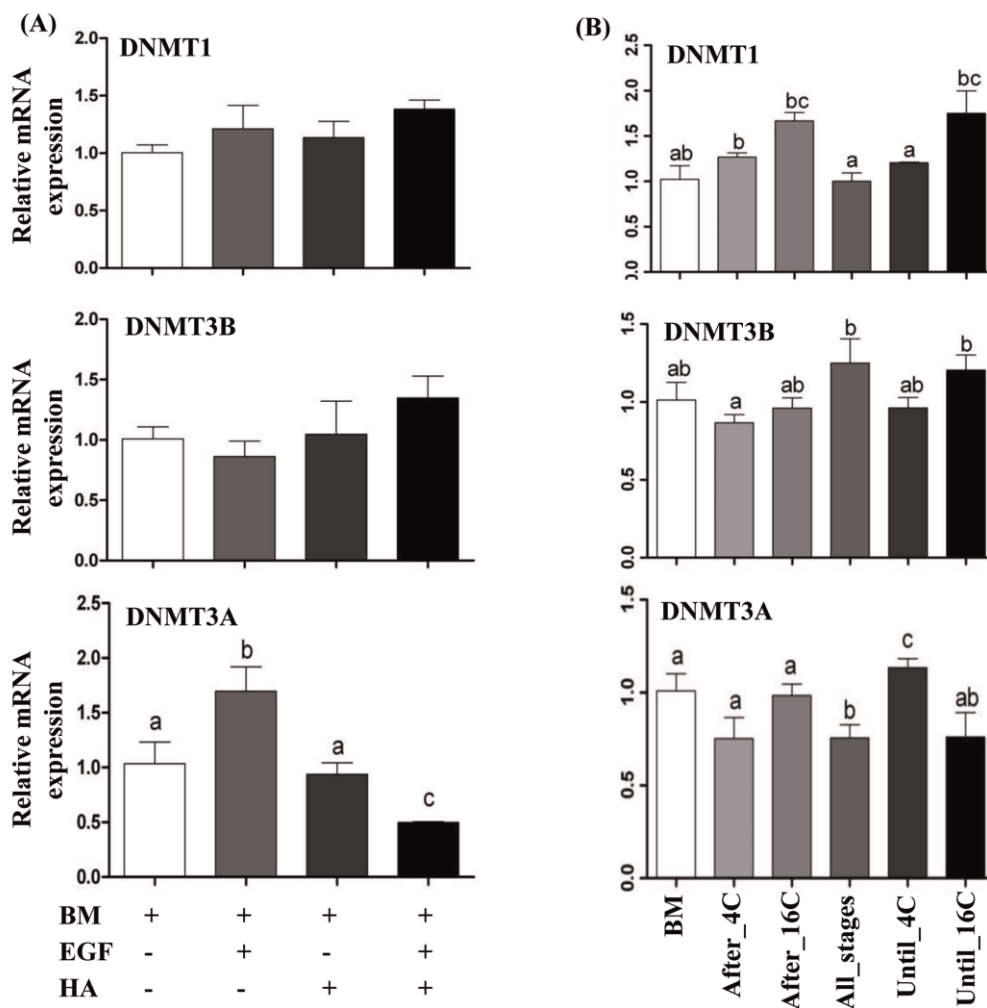 (A)
DNMT1
Relative mRNA
expression
2.0
1.5
1.0
0.5
0.0
DNMT3B
Relative mRNA
expression
2.0
1.5
1.0
0.5
0.0
DNMT3A
Relative mRNA
expression
2.5
2.0
1.5
1.0
0.5
0.0
a
b
a
c
BM + + + +
EGF - + - +
HA - - + +
(B)
DNMT1
2.5
2.0
1.5
1.0
0.5
0.0
ab
b
bc
a
a
bc
DNMT3B
1.5
1.0
0.5
0.0
ab
a
ab
b
ab
b
DNMT3A
1.5
1.0
0.5
0.0
a
a
a
b
c
ab
BM
After_4C
After_16C
All_stages
Until_4C
Until_16C